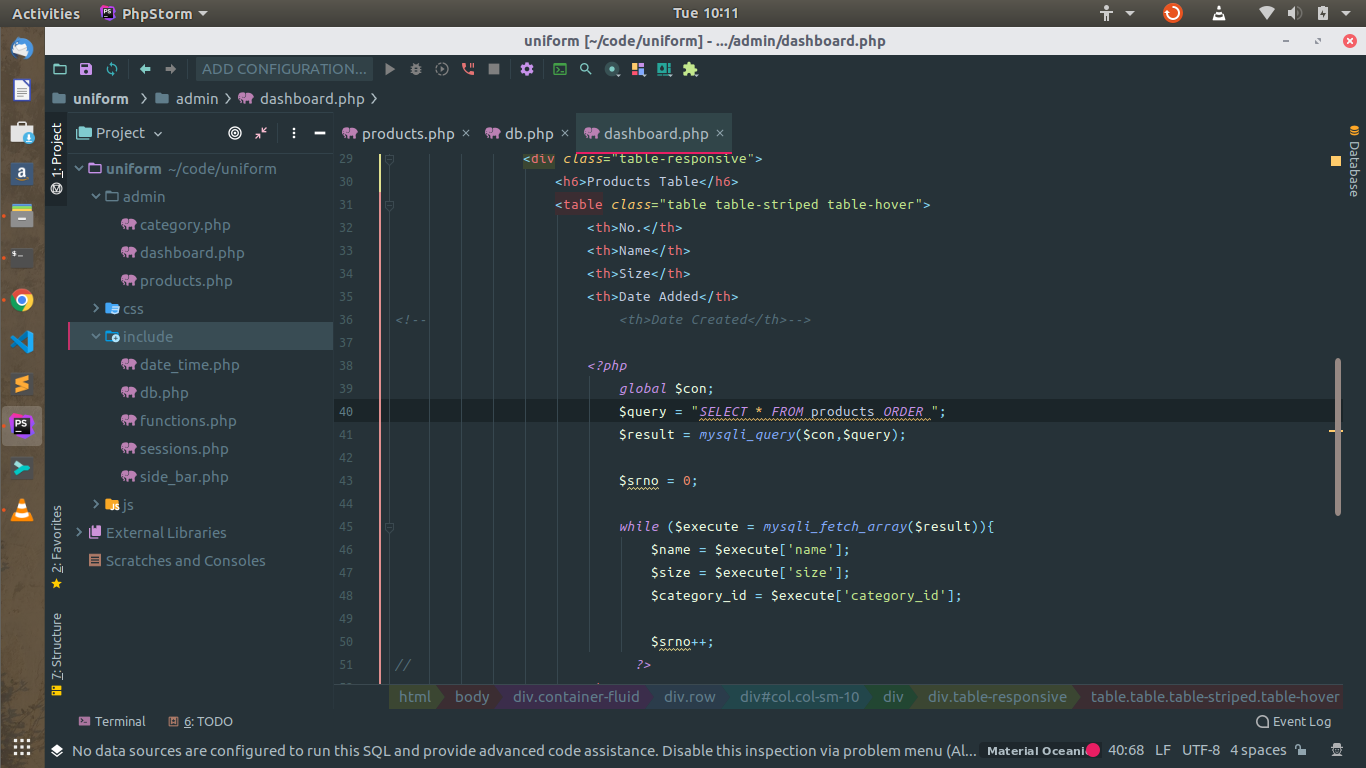 Activities PhpStorm Tue 10:11
uniform [~/code/uniform] - .../admin/dashboard.php
ADD CONFIGURATION...
uniform admin dashboard.php
1: Project
Project
products.php db.php dashboard.php
Database
uniform ~/code/uniform
admin
category.php
dashboard.php
products.php
css
include
date_time.php
db.php
functions.php
sessions.php
side_bar.php
js
External Libraries
Scratches and Consoles
2: Favorites
7: Structure
29 <div class="table-responsive">
30 <h6>Products Table</h6>
31 <table class="table table-striped table-hover">
32 <th>No.</th>
33 <th>Name</th>
34 <th>Size</th>
35 <th>Date Added</th>
36 <!-- <th>Date Created</th>-->
37
38 <?php
39 global $con;
40 $query = "SELECT * FROM products ORDER ";
41 $result = mysqli_query($con,$query);
42
43 $srno = 0;
44
45 while ($execute = mysqli_fetch_array($result)){
46 $name = $execute['name'];
47 $size = $execute['size'];
48 $category_id = $execute['category_id'];
49
50 $srno++;
51 // ?>
html body div.container-fluid div.row div#col.col-sm-10 div div.table-responsive table.table.table-striped.table-hover
Terminal 6: TODO Event Log
No data sources are configured to run this SQL and provide advanced code assistance. Disable this inspection via problem menu (Al... Material Oceanic 40:68 LF UTF-8 4 spaces